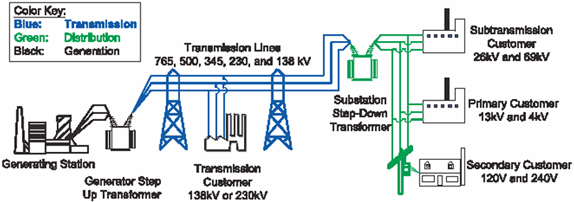 Color Key:
Blue: Transmission
Green: Distribution
Black: Generation
Transmission Lines
765, 500, 345, 230, and 138 kV
Subtransmission
Customer
26kV and 69kV
Substation
Step-Down
Transformer
Primary Customer
13kV and 4kV
Generating Station
Generator Step
Up Transformer
Transmission
Customer
138kV or 230kV
Secondary Customer
120V and 240V